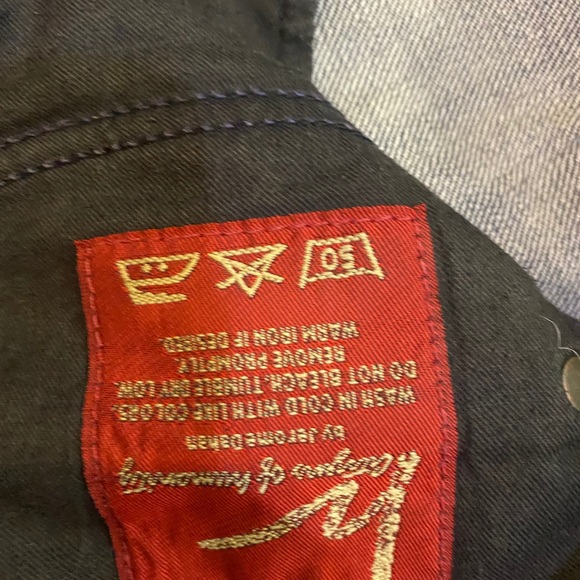 Citizens of humanity
by Jerome Dahan
WASH IN COLD WITH LIKE COLORS.
DO NOT BLEACH. TUMBLE DRY LOW.
REMOVE PROMPTLY.
WARM IRON IF DESIRED.
50